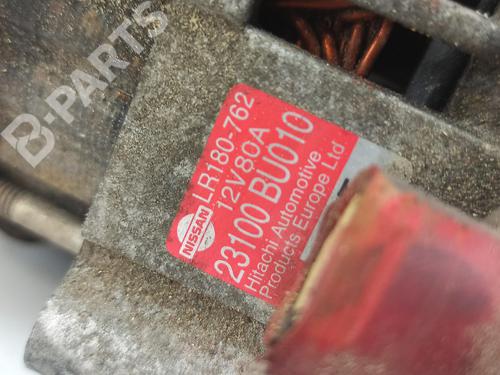 LR180-762
12V80A
23100 BU010
NISSAN
Hitachi Automotive
Products Europe Ltd
B-PARTS